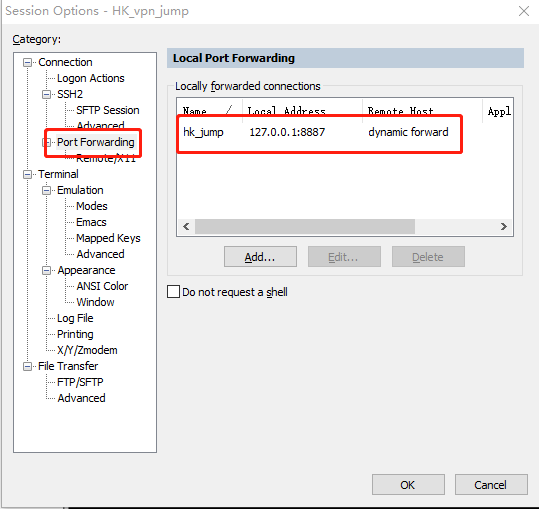 Session Options - HK_vpn_jump
Category:
Connection
Logon Actions
SSH2
SFTP Session
Advanced
Port Forwarding
Remote/X11
Terminal
Emulation
Modes
Emacs
Mapped Keys
Advanced
Appearance
ANSI Color
Window
Log File
Printing
X/Y/Zmodem
File Transfer
FTP/SFTP
Advanced
Local Port Forwarding
Locally forwarded connections
Name / Local Address Remote Host Appl
hk_jump 127.0.0.1:8887 dynamic forward
Add... Edit... Delete
Do not request a shell
OK Cancel